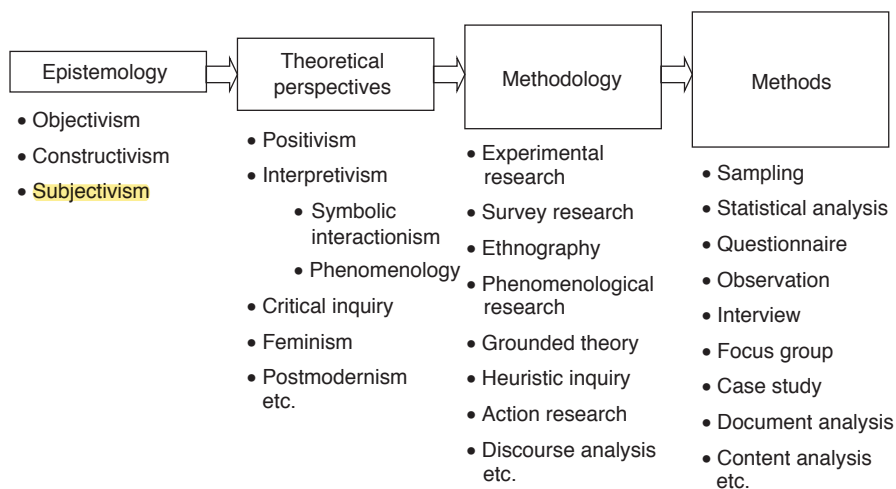 Epistemology
• Objectivism
• Constructivism
• Subjectivism
Theoretical
perspectives
• Positivism
• Interpretivism
• Symbolic
interactionism
• Phenomenology
• Critical inquiry
• Feminism
• Postmodernism
etc.
Methodology
• Experimental
research
• Survey research
• Ethnography
• Phenomenological
research
• Grounded theory
• Heuristic inquiry
• Action research
• Discourse analysis
etc.
Methods
• Sampling
• Statistical analysis
• Questionnaire
• Observation
• Interview
• Focus group
• Case study
• Document analysis
• Content analysis
etc.